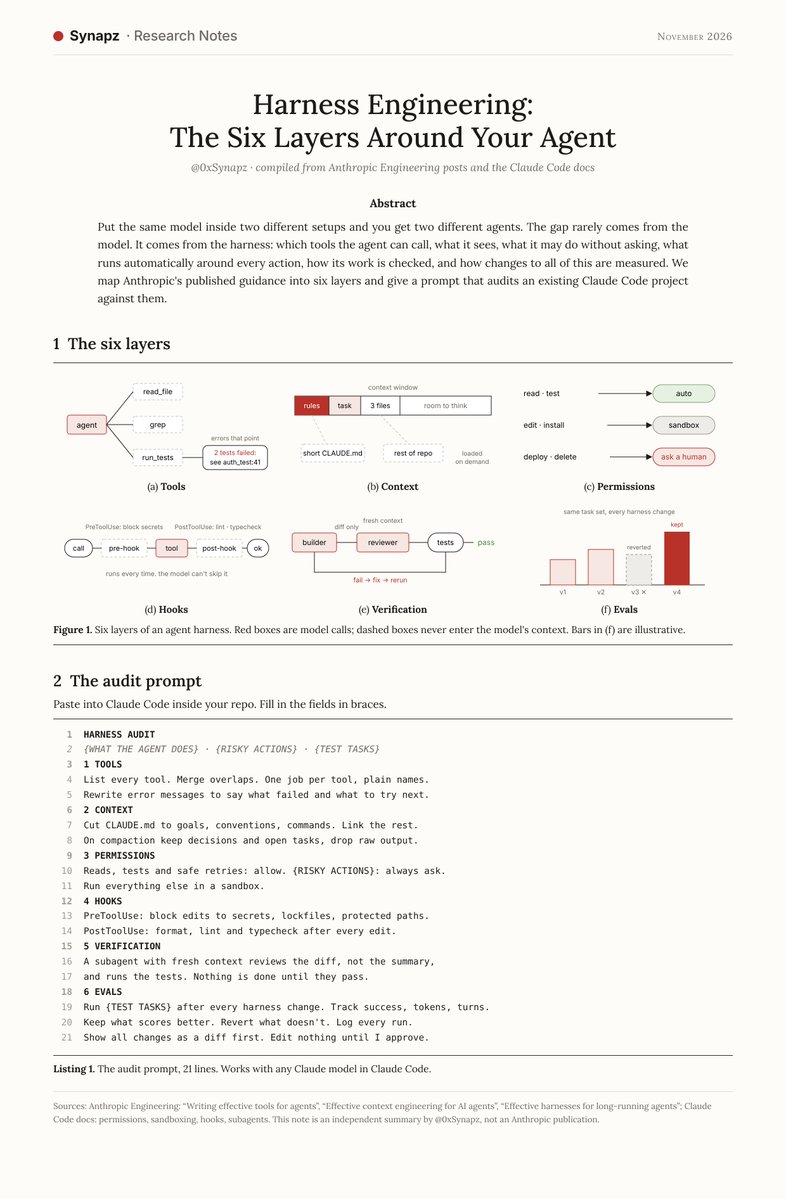 Synapz · Research Notes
November 2026
Harness Engineering:
The Six Layers Around Your Agent
@0xSynapz · compiled from Anthropic Engineering posts and the Claude Code docs
Abstract
Put the same model inside two different setups and you get two different agents. The gap rarely comes from the
model. It comes from the harness: which tools the agent can call, what it sees, what it may do without asking, what
runs automatically around every action, how its work is checked, and how changes to all of this are measured. We
map Anthropic's published guidance into six layers and give a prompt that audits an existing Claude Code project
against them.
1 The six layers
agent
read_file
grep
run_tests
errors that point
2 tests failed:
see auth_test:41
(a) Tools
context window
rules
task
3 files
room to think
short CLAUDE.md
rest of repo
loaded
on demand
(b) Context
read · test
auto
edit · install
sandbox
deploy · delete
ask a human
(c) Permissions
PreToolUse: block secrets
PostToolUse: lint · typecheck
call
pre-hook
tool
post-hook
ok
runs every time. the model can't skip it
(d) Hooks
fresh context
diff only
builder
reviewer
tests
pass
fail → fix → rerun
(e) Verification
same task set, every harness change
kept
reverted
v1
v2
v3 ✕
v4
(f) Evals
Figure 1. Six layers of an agent harness. Red boxes are model calls; dashed boxes never enter the model's context. Bars in (f) are illustrative.
2 The audit prompt
Paste into Claude Code inside your repo. Fill in the fields in braces.
1 HARNESS AUDIT
2 {WHAT THE AGENT DOES} · {RISKY ACTIONS} · {TEST TASKS}
3 1 TOOLS
4 List every tool. Merge overlaps. One job per tool, plain names.
5 Rewrite error messages to say what failed and what to try next.
6 2 CONTEXT
7 Cut CLAUDE.md to goals, conventions, commands. Link the rest.
8 On compaction keep decisions and open tasks, drop raw output.
9 3 PERMISSIONS
10 Reads, tests and safe retries: allow. {RISKY ACTIONS}: always ask.
11 Run everything else in a sandbox.
12 4 HOOKS
13 PreToolUse: block edits to secrets, lockfiles, protected paths.
14 PostToolUse: format, lint and typecheck after every edit.
15 5 VERIFICATION
16 A subagent with fresh context reviews the diff, not the summary,
17 and runs the tests. Nothing is done until they pass.
18 6 EVALS
19 Run {TEST TASKS} after every harness change. Track success, tokens, turns.
20 Keep what scores better. Revert what doesn't. Log every run.
21 Show all changes as a diff first. Edit nothing until I approve.
Listing 1. The audit prompt, 21 lines. Works with any Claude model in Claude Code.
Sources: Anthropic Engineering: “Writing effective tools for agents”, “Effective context engineering for AI agents”, “Effective harnesses for long-running agents”; Claude
Code docs: permissions, sandboxing, hooks, subagents. This note is an independent summary by @0xSynapz, not an Anthropic publication.